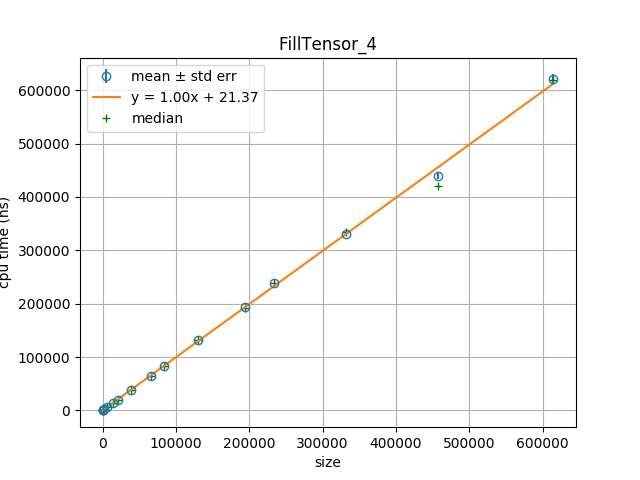 FillTensor_4
mean ± std err
y = 1.00x + 21.37
median
600000
500000
400000
300000
200000
100000
0
cpu time (ns)
0 100000 200000 300000 400000 500000 600000
size